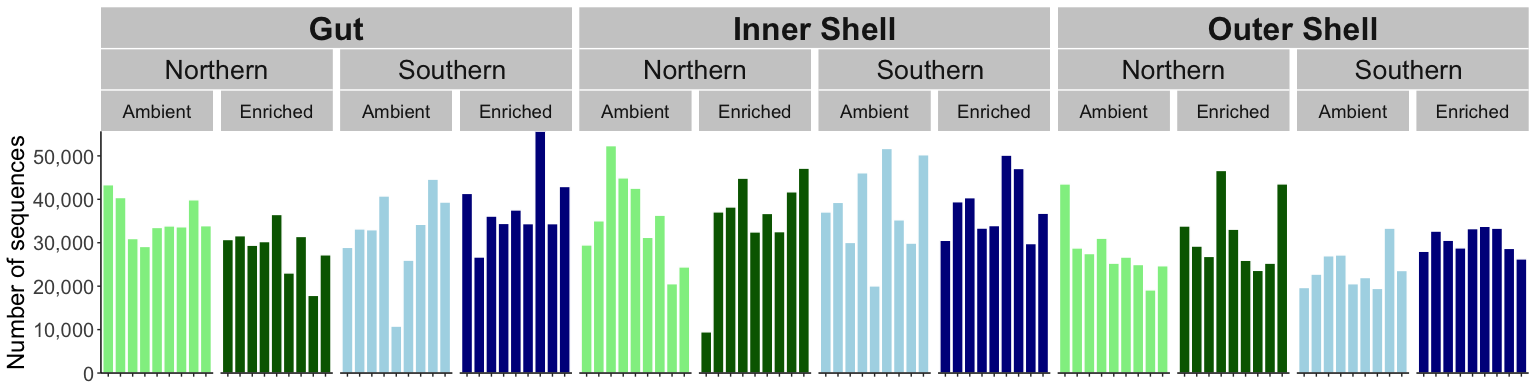 Gut Inner Shell Outer Shell
Northern Southern Northern Southern Northern Southern
Ambient Enriched Ambient Enriched Ambient Enriched Ambient Enriched Ambient Enriched Ambient Enriched
Number of sequences
50,000
40,000
30,000
20,000
10,000
0